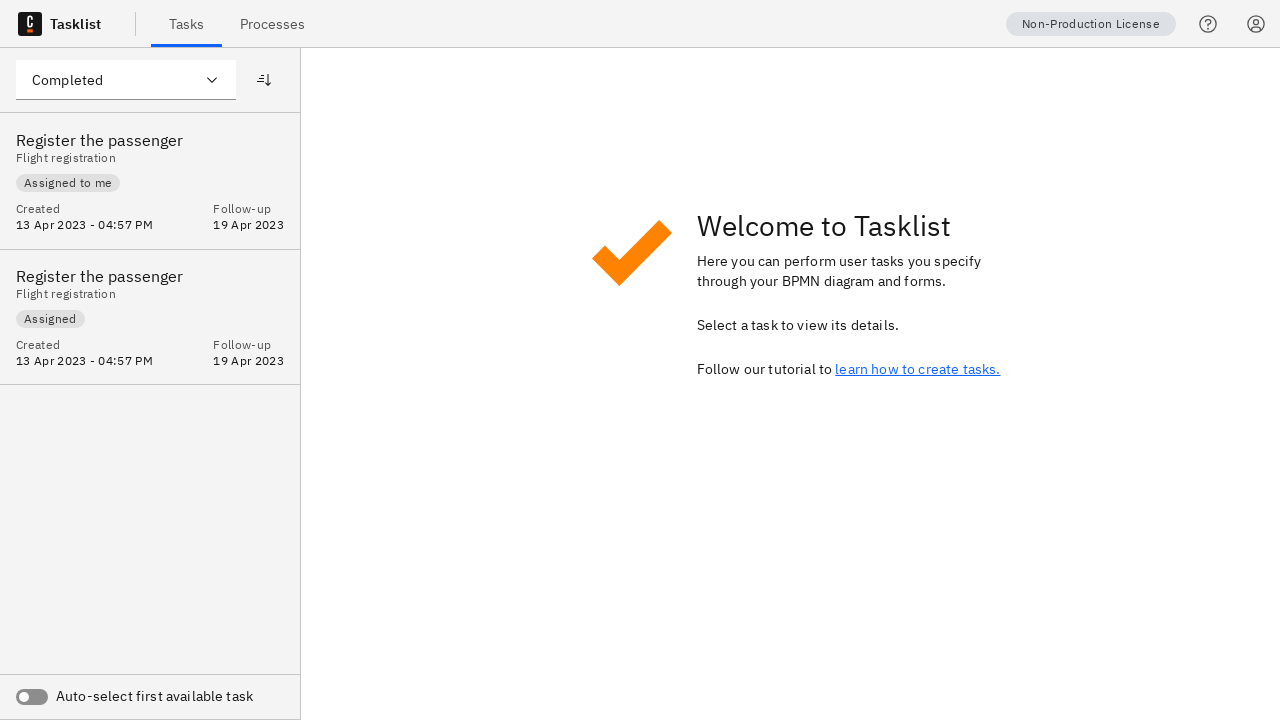 Tasklist
Tasks
Processes
Non-Production License
Completed
Register the passenger
Flight registration
Assigned to me
Created
Follow-up
13 Apr 2023 - 04:57 PM
19 Apr 2023
Register the passenger
Flight registration
Assigned
Created
Follow-up
13 Apr 2023 - 04:57 PM
19 Apr 2023
Auto-select first available task
Welcome to Tasklist
Here you can perform user tasks you specify
through your BPMN diagram and forms.
Select a task to view its details.
Follow our tutorial to learn how to create tasks.